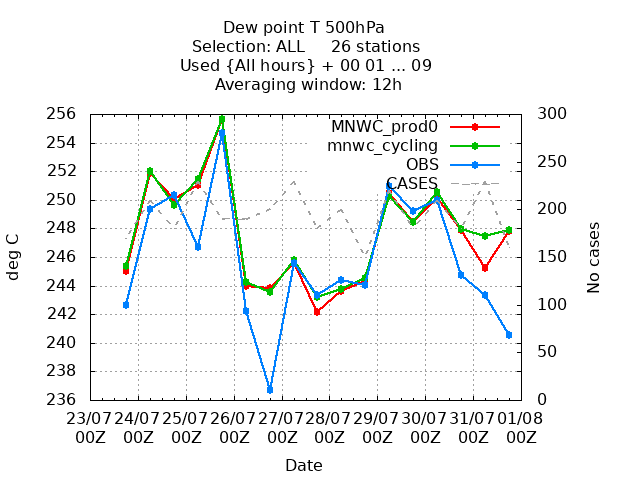 Dew point T 500hPa
Selection: ALL     26 stations
Used {All hours} + 00 01 ... 09
Averaging window: 12h
MNWC_prod0
mnwc_cycling
OBS
CASES
256
254
252
250
248
246
244
242
240
238
236
deg C
300
250
200
150
100
50
0
No cases
23/07 24/07 25/07 26/07 27/07 28/07 29/07 30/07 31/07 01/08
00Z 00Z 00Z 00Z 00Z 00Z 00Z 00Z 00Z 00Z
Date